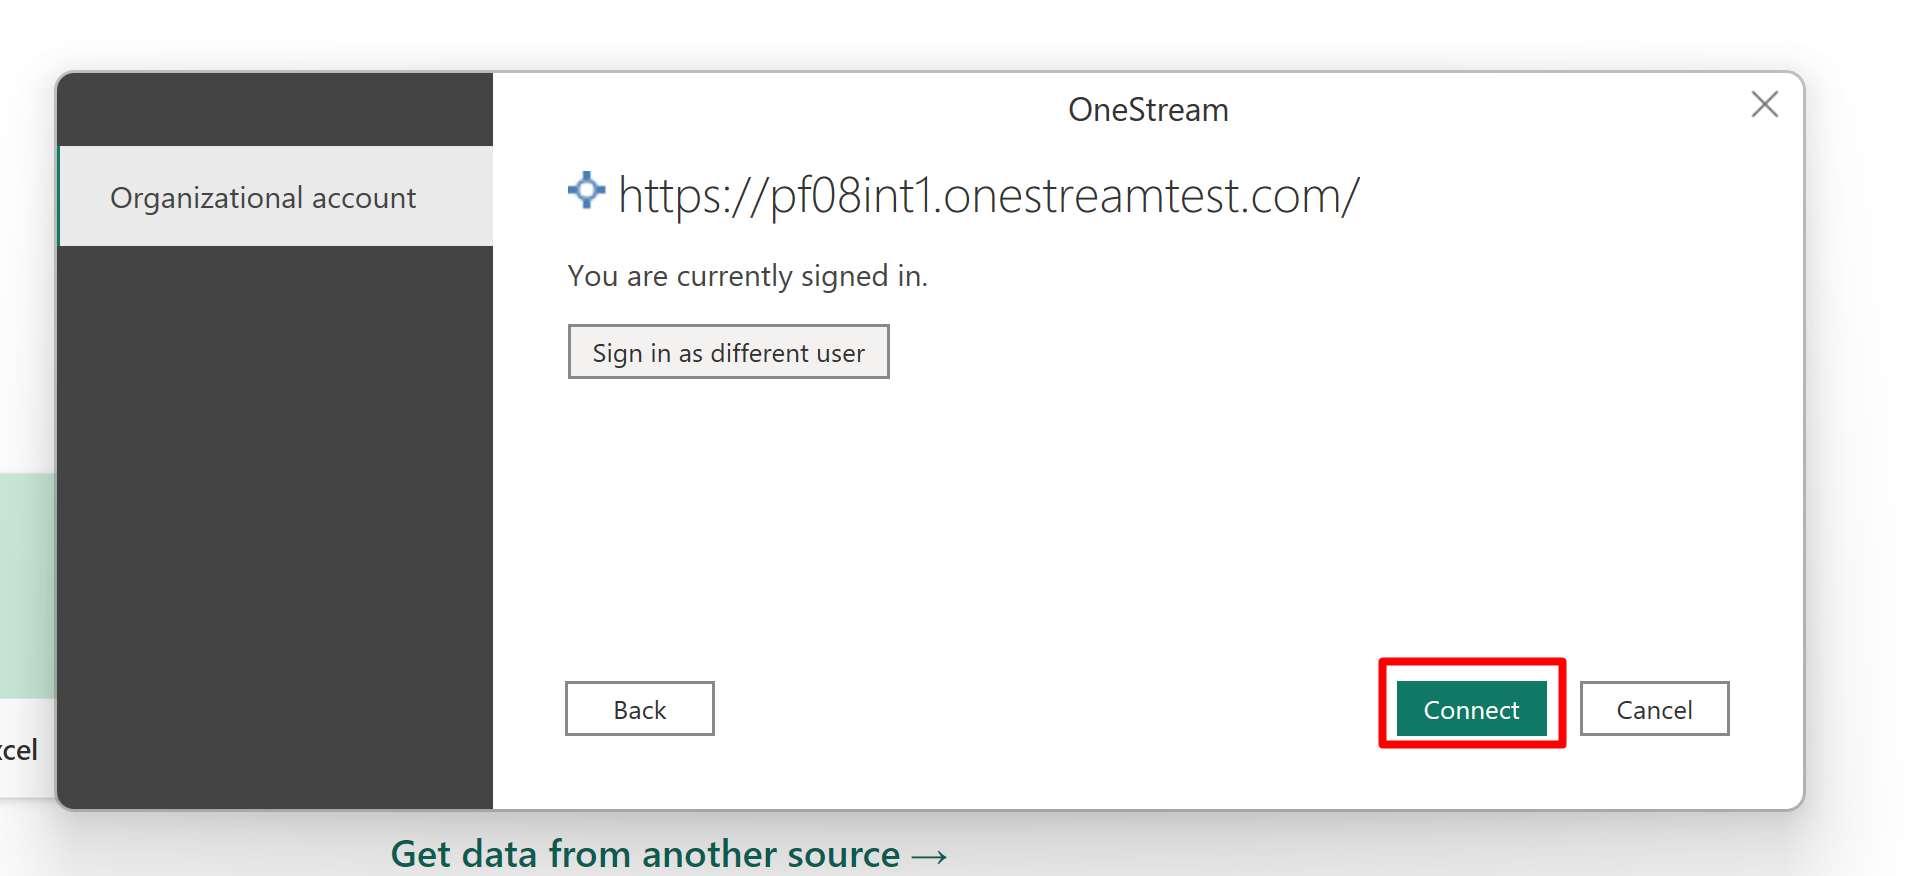 OneStream
Organizational account
https://pf08int1.onestreamtest.com/
You are currently signed in.
Sign in as different user
Back
Connect
Cancel
Get data from another source →